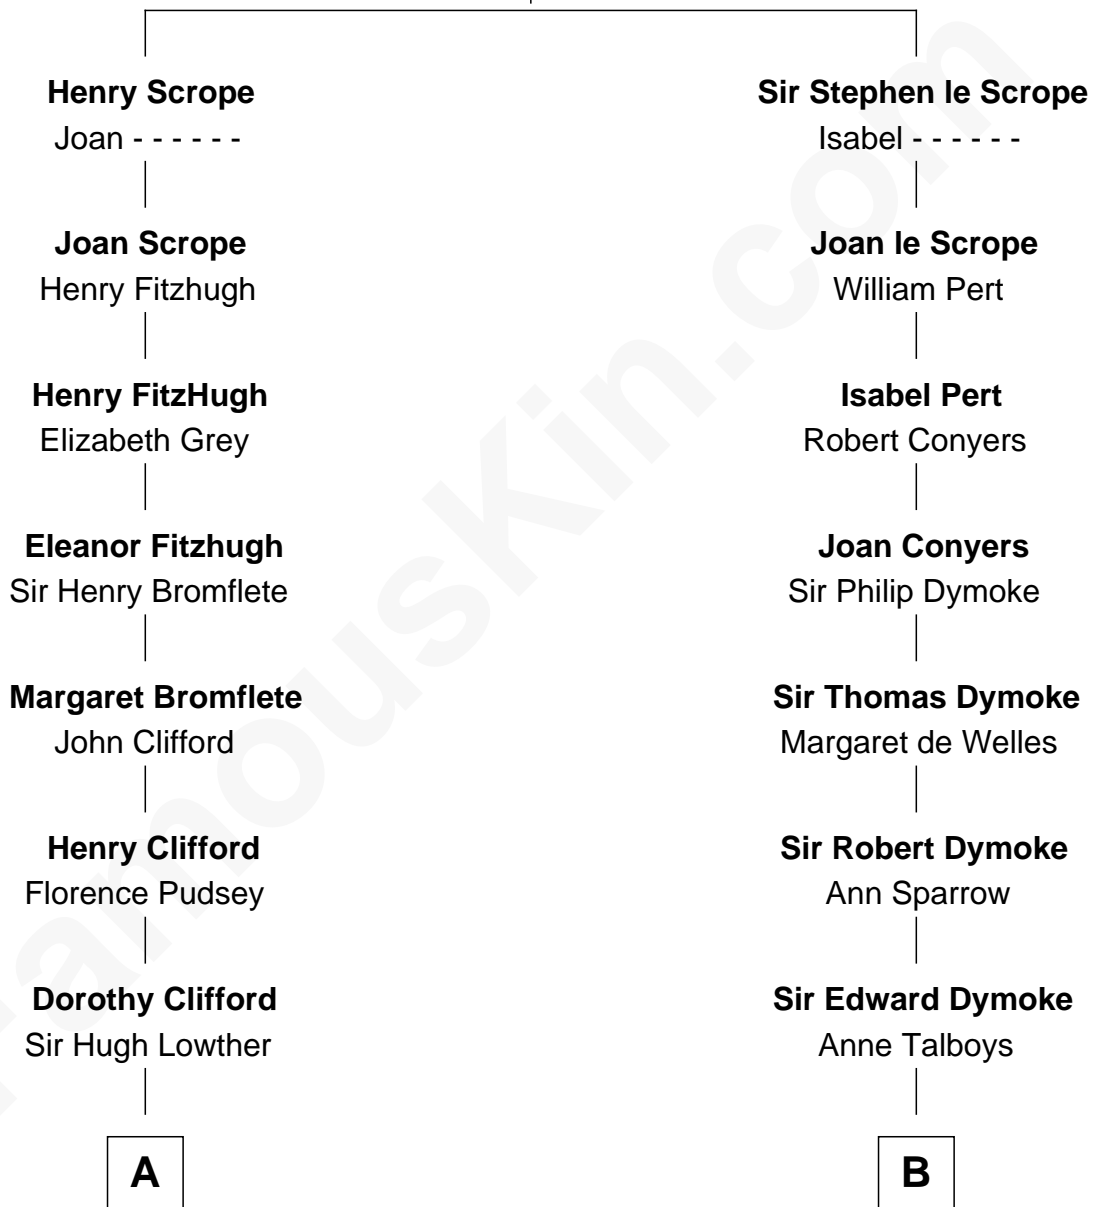 Henry Scrope
Joan - - - - - -
Joan Scrope
Henry Fitzhugh
Henry FitzHugh
Elizabeth Grey
Eleanor Fitzhugh
Sir Henry Bromflete
Margaret Bromflete
John Clifford
Henry Clifford
Florence Pudsey
Dorothy Clifford
Sir Hugh Lowther
A
Sir Stephen le Scrope
Isabel - - - - - -
Joan le Scrope
William Pert
Isabel Pert
Robert Conyers
Joan Conyers
Sir Philip Dymoke
Sir Thomas Dymoke
Margaret de Welles
Sir Robert Dymoke
Ann Sparrow
Sir Edward Dymoke
Anne Talboys
B
FamousKin.com